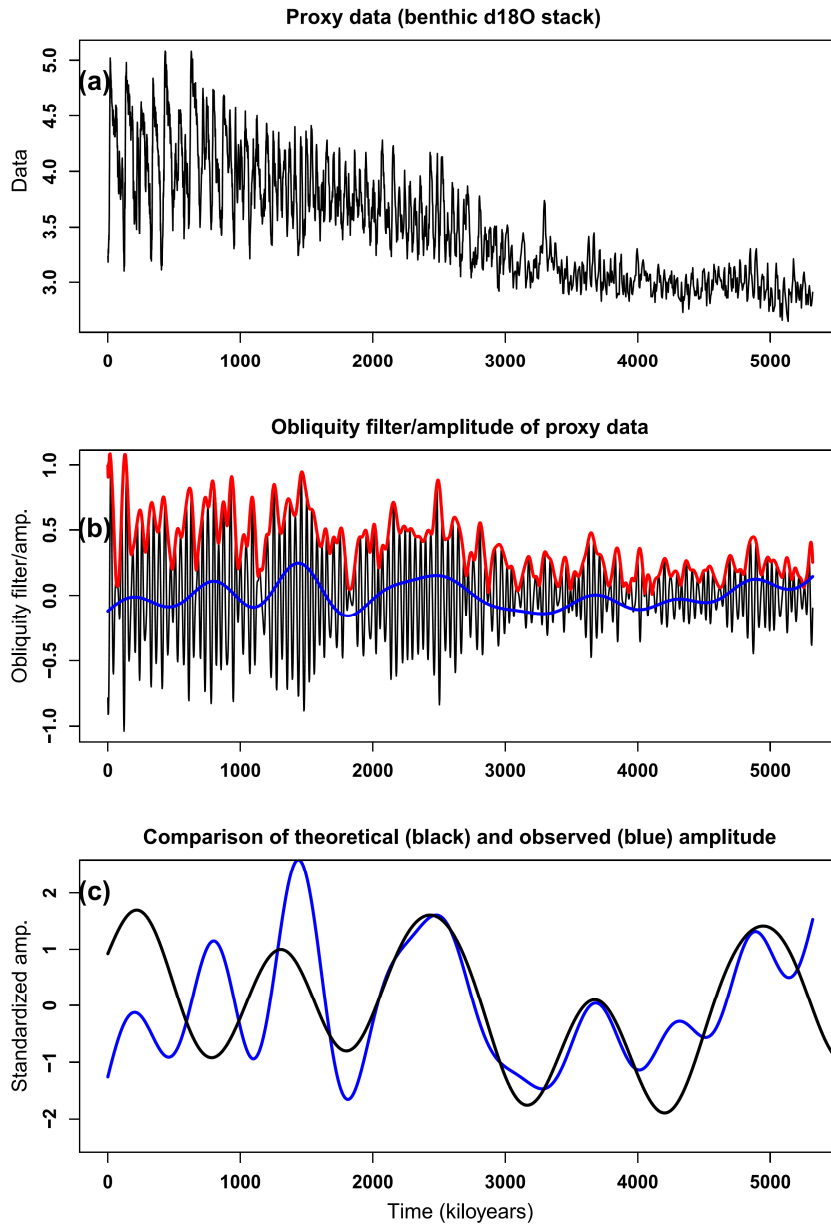 Proxy data (benthic d18O stack)
(a)
Data
5.0
4.5
4.0
3.5
3.0
0 1000 2000 3000 4000 5000
Obliquity filter/amplitude of proxy data
(b)
Obliquity filter/amp.
1.0
0.5
0.0
−0.5
−1.0
0 1000 2000 3000 4000 5000
Comparison of theoretical (black) and observed (blue) amplitude
(c)
Standardized amp.
2
1
0
−1
−2
0 1000 2000 3000 4000 5000
Time (kiloyears)